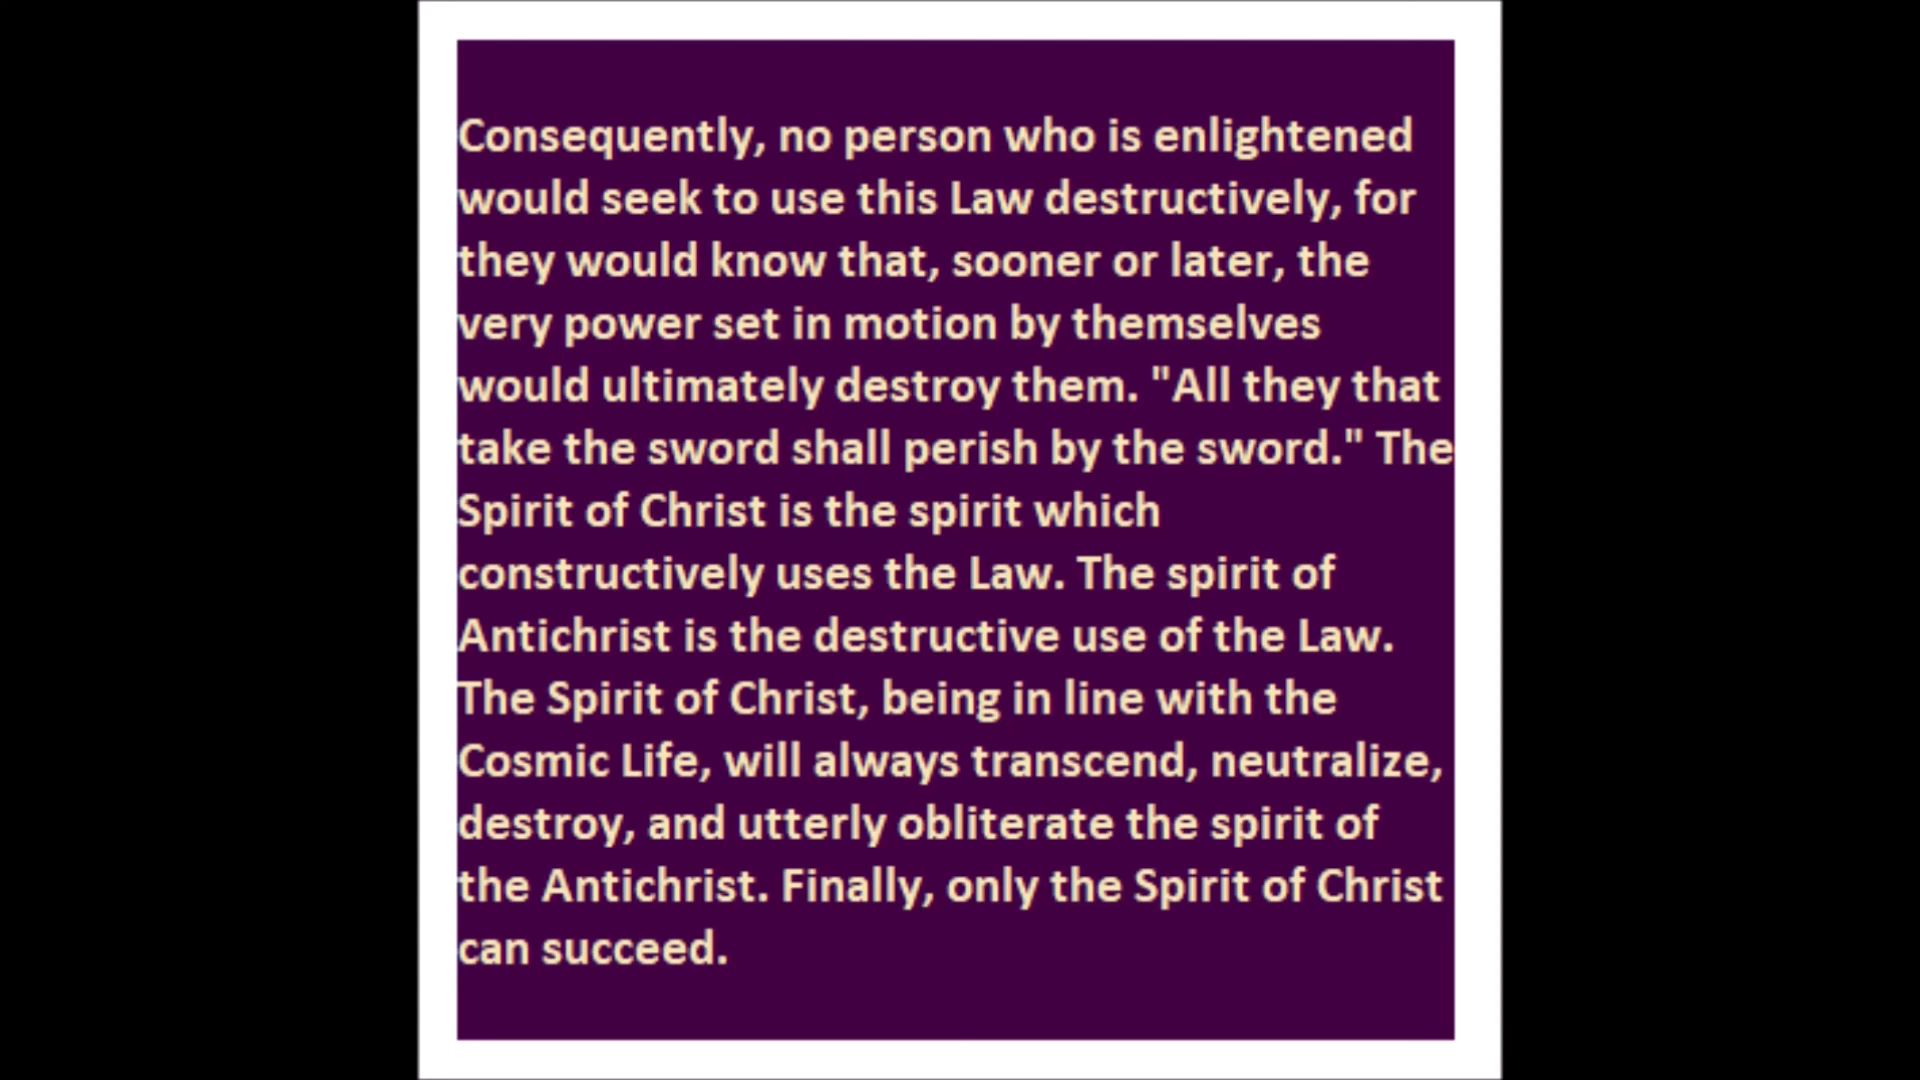 Consequently, no person who is enlightened
would seek to use this Law destructively, for
they would know that, sooner or later, the
very power set in motion by themselves
would ultimately destroy them. "All they that
take the sword shall perish by the sword." The
Spirit of Christ is the spirit which
constructively uses the Law. The spirit of
Antichrist is the destructive use of the Law.
The Spirit of Christ, being in line with the
Cosmic Life, will always transcend, neutralize,
destroy, and utterly obliterate the spirit of
the Antichrist. Finally, only the Spirit of Christ
can succeed.